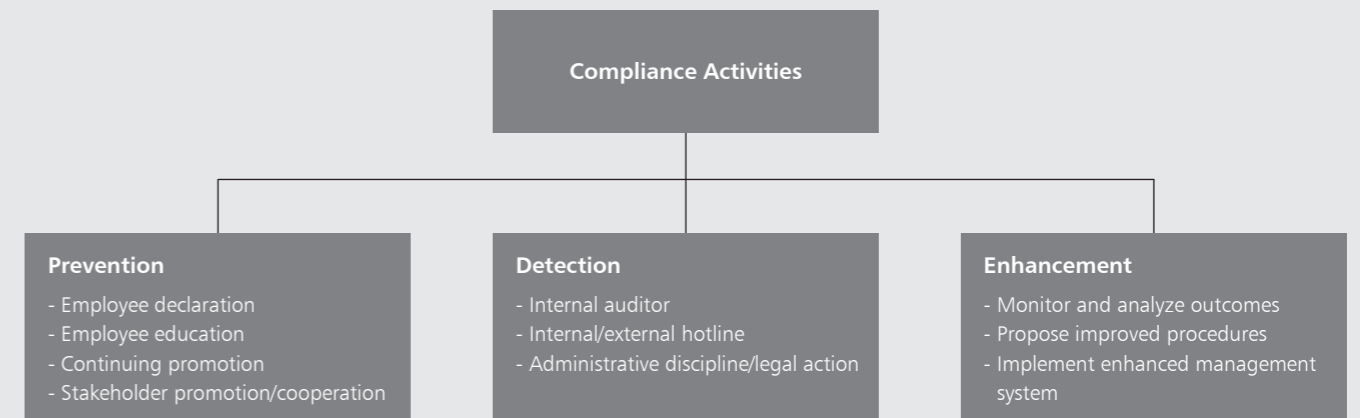 Compliance Activities
Prevention
- Employee declaration
- Employee education
- Continuing promotion
- Stakeholder promotion/cooperation
Detection
- Internal auditor
- Internal/external hotline
- Administrative discipline/legal action
Enhancement
- Monitor and analyze outcomes
- Propose improved procedures
- Implement enhanced management
system